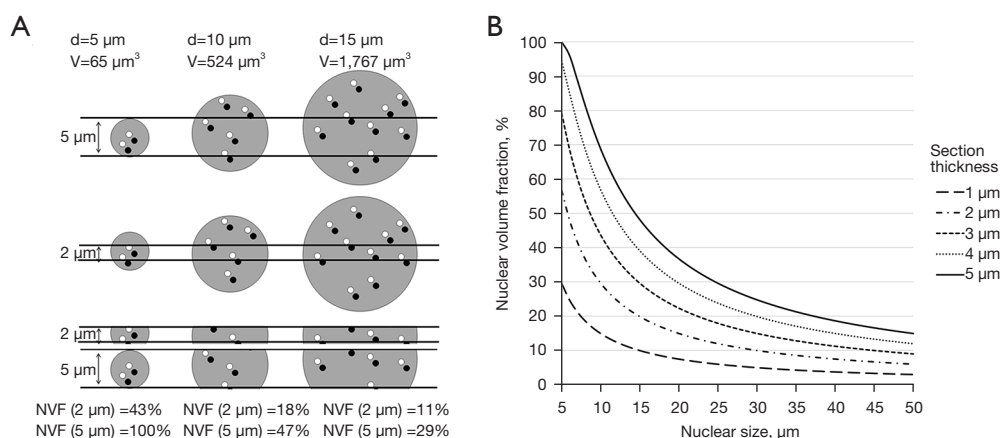 A
d=5 µm d=10 µm d=15 µm
V=65 µm³ V=524 µm³ V=1,767 µm³
5 µm
2 µm
2 µm
5 µm
NVF (2 µm) =43% NVF (2 µm) =18% NVF (2 µm) =11%
NVF (5 µm) =100% NVF (5 µm) =47% NVF (5 µm) =29%
B
Nuclear volume fraction, %
100
90
80
70
60
50
40
30
20
10
0
5 10 15 20 25 30 35 40 45 50
Nuclear size, µm
Section
thickness
1 µm
2 µm
3 µm
4 µm
5 µm